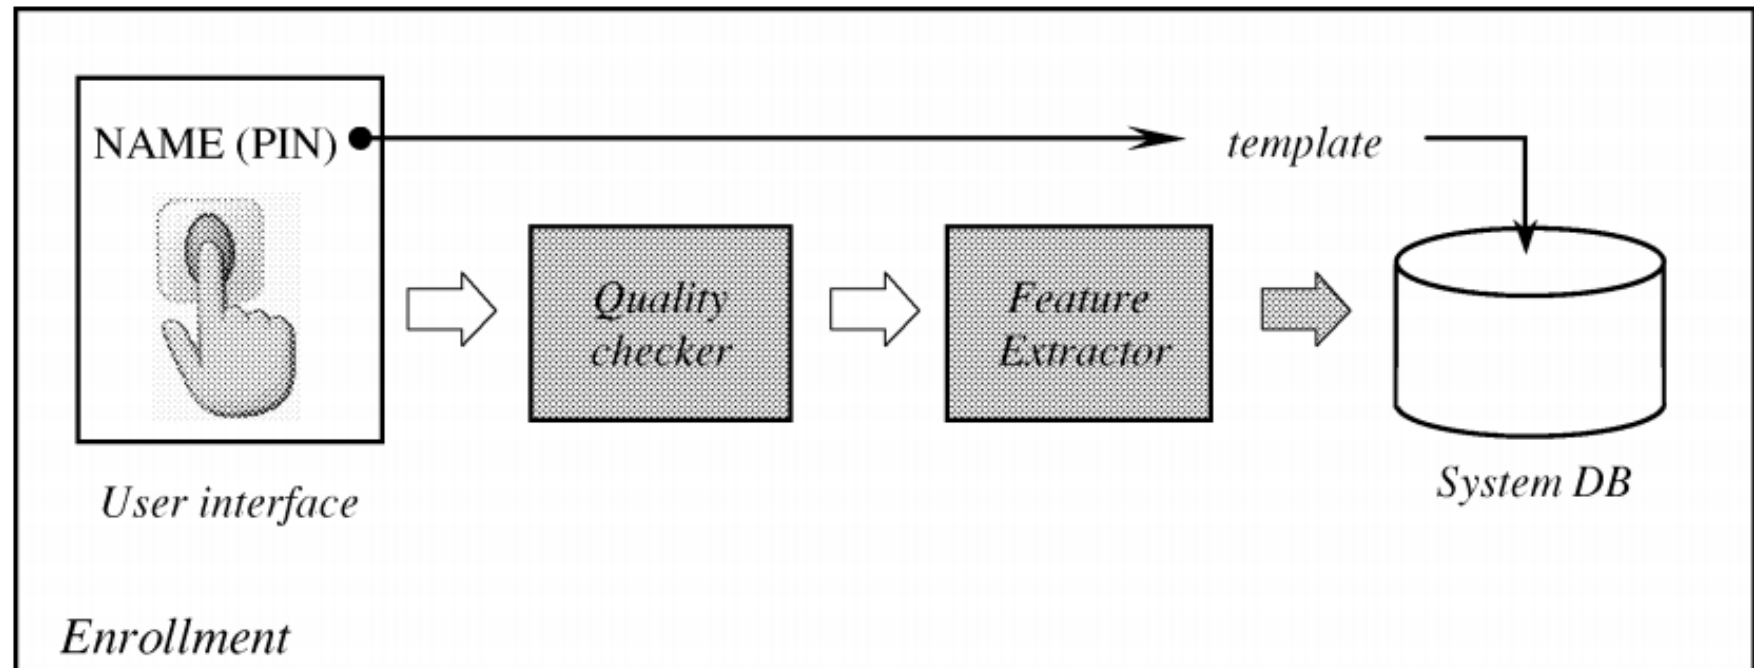 NAME (PIN)
template
Quality
checker
Feature
Extractor
User interface
System DB
Enrollment